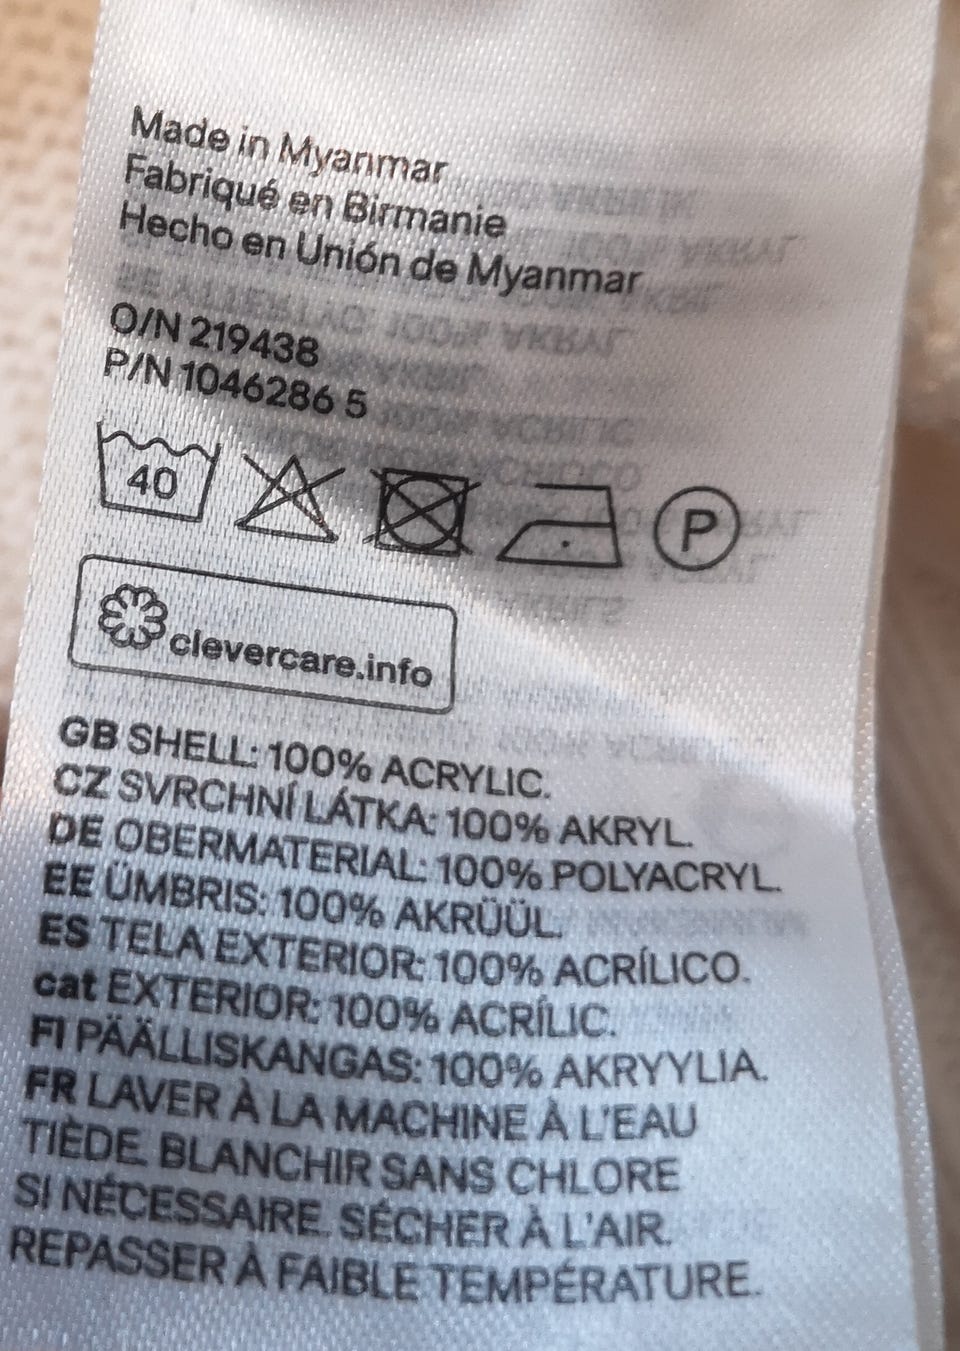 Made in Myanmar
Fabriqué en Birmanie
Hecho en Unión de Myanmar
O/N 219438
P/N 1046286 5
40
P
clevercare.info
GB SHELL: 100% ACRYLIC.
CZ SVRCHNÍ LÁTKA: 100% AKRYL.
DE OBERMATERIAL: 100% POLYACRYL.
EE ÜMBRIS: 100% AKRÜÜL.
ES TELA EXTERIOR: 100% ACRÍLICO.
cat EXTERIOR: 100% ACRÍLIC.
FI PÄÄLLISKANGAS: 100% AKRYYLIA.
FR LAVER À LA MACHINE À L'EAU
TIÈDE. BLANCHIR SANS CHLORE
SI NÉCESSAIRE. SÉCHER À L'AIR.
REPASSER À FAIBLE TEMPÉRATURE.